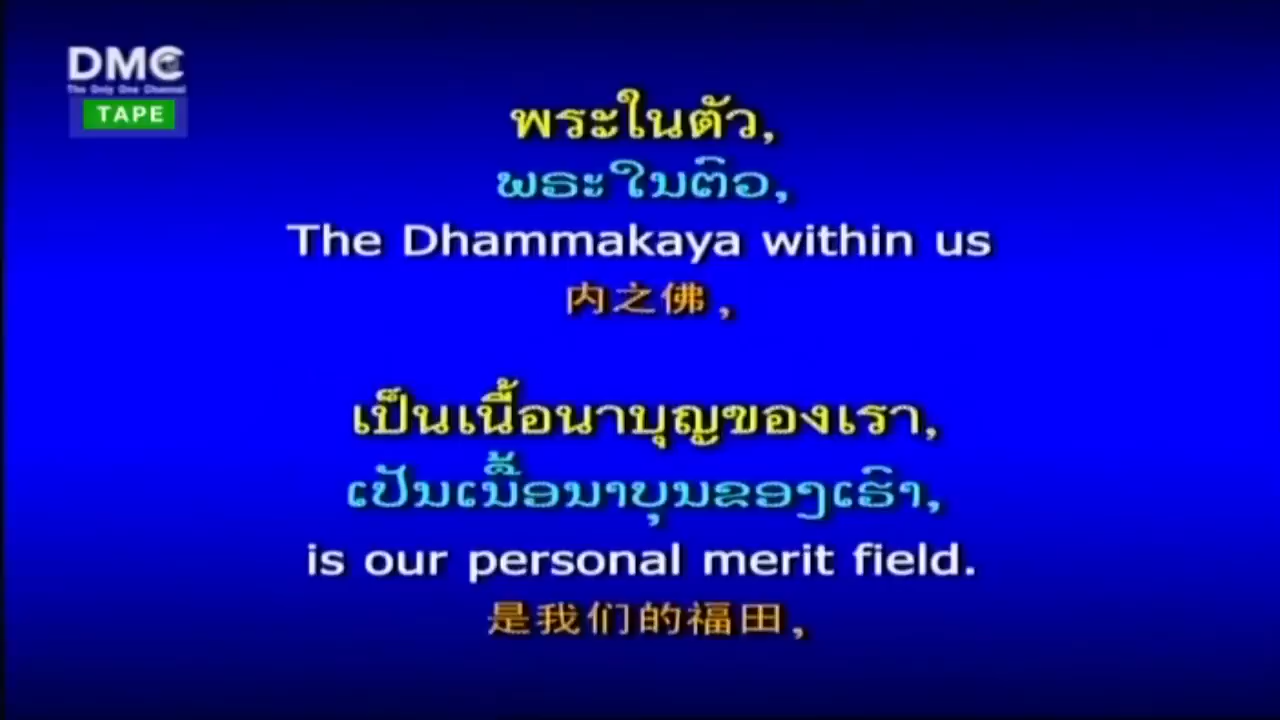 DMC
The Only One Channel
TAPE
พระในตัว,
ພຣະໃນຕົວ,
The Dhammakaya within us
内之佛,
เป็นเนื้อนาบุญของเรา,
ເປັນເນື້ອນາບຸນຂອງເຮົາ,
is our personal merit field.
是我们的福田,